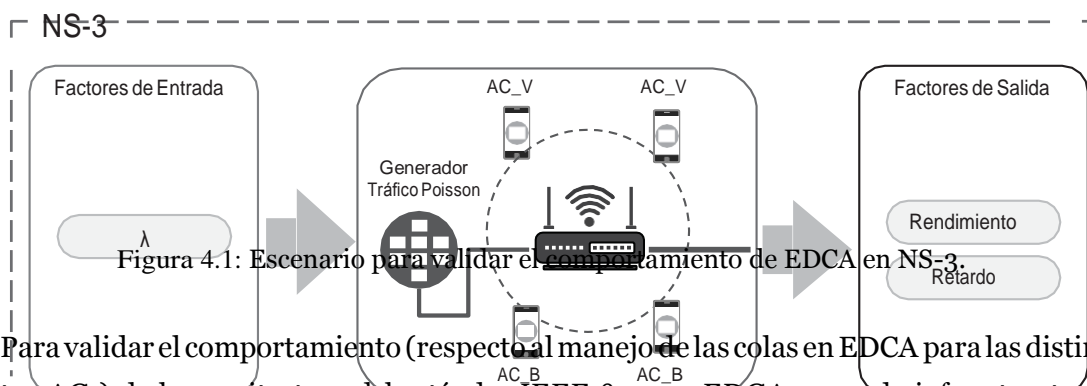 NS-3
Factores de Entrada
AC_V
AC_V
Factores de Salida
Generador
Tráfico Poisson
λ
Rendimiento
Retardo
Figura 4.1: Escenario para validar el comportamiento de EDCA en NS-3.
AC_B
AC_B
Para validar el comportamiento (respecto al manejo de las colas en EDCA para las